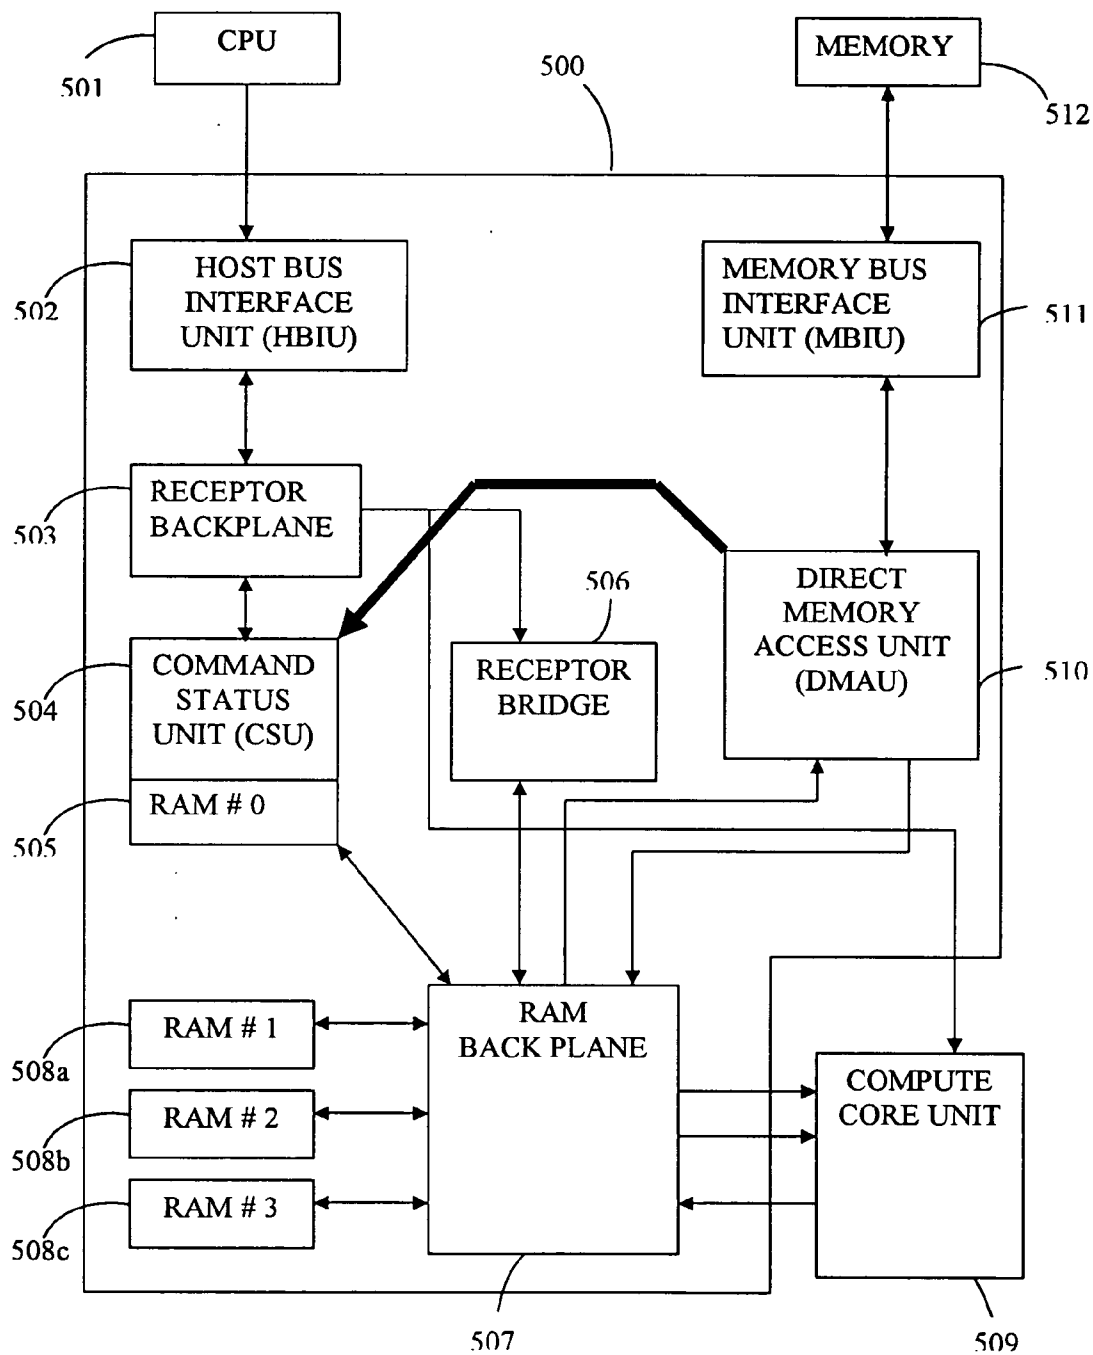 CPU
MEMORY
501
500
512
HOST BUS
INTERFACE
UNIT (HBIU)
502
MEMORY BUS
INTERFACE
UNIT (MBIU)
511
RECEPTOR
BACKPLANE
503
506
DIRECT
MEMORY
ACCESS UNIT
(DMAU)
510
COMMAND
STATUS
UNIT (CSU)
504
RECEPTOR
BRIDGE
RAM # 0
505
RAM # 1
508a
RAM # 2
508b
RAM # 3
508c
RAM
BACK PLANE
COMPUTE
CORE UNIT
507
509